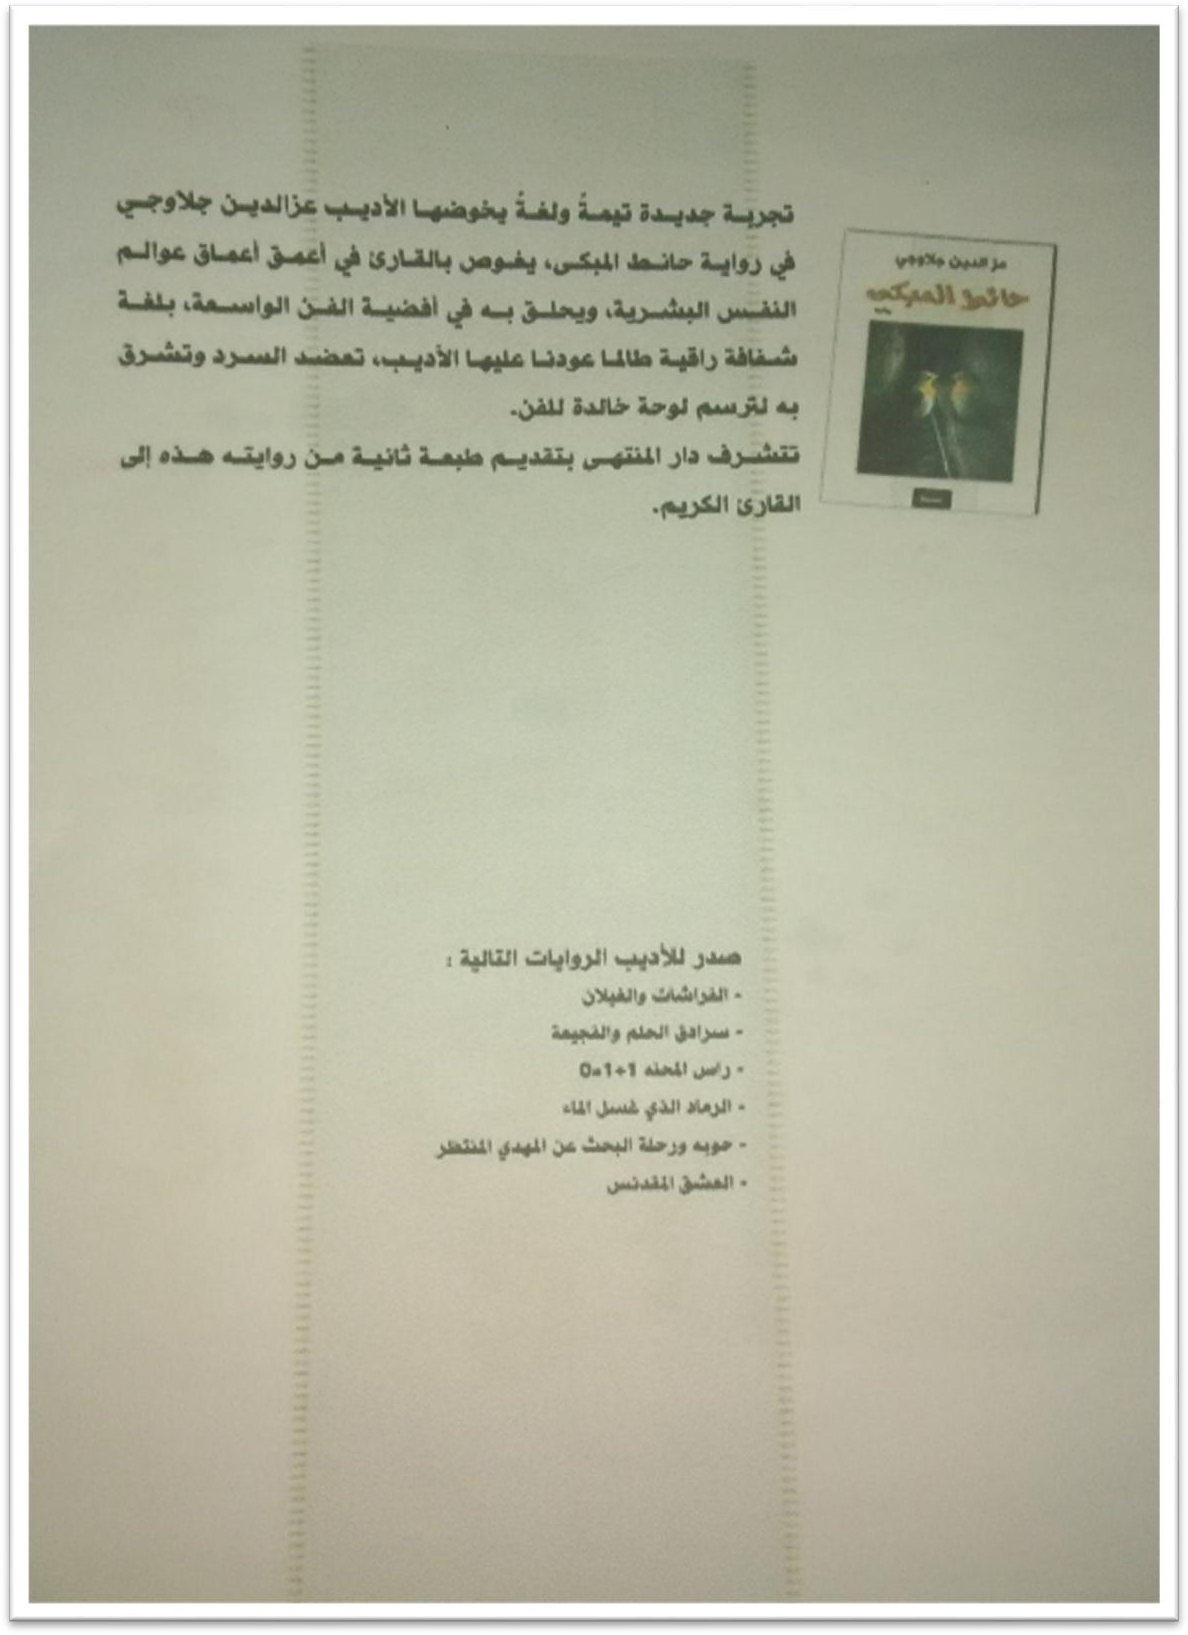 تجربة جديدة تيمةً ولغةً يخوضها الأديب عزالدين جلاوجي
في رواية حائط المبكى، يغوص بالقارئ في أعمق أعماق عوالم
النفس البشرية، ويحلق به في أفضية الفن الواسعة، بلغة
شفافة راقية طالما عودنا عليها الأديب، تعضد السرد وتشرق
به لترسم لوحة خالدة للفن.
تتشرف دار المنتهى بتقديم طبعة ثانية من روايته هذه إلى
القارئ الكريم.
عز الدين جلاوجي
حائط المبكى
صدر للأديب الروايات التالية :
- الفراشات والغيلان
- سرادق الحلم والفجيعة
- راس المحنه 1+1=0
- الرماد الذي غسل الماء
- حوبه ورحلة البحث عن المهدي المنتظر
- العشق المقدنس